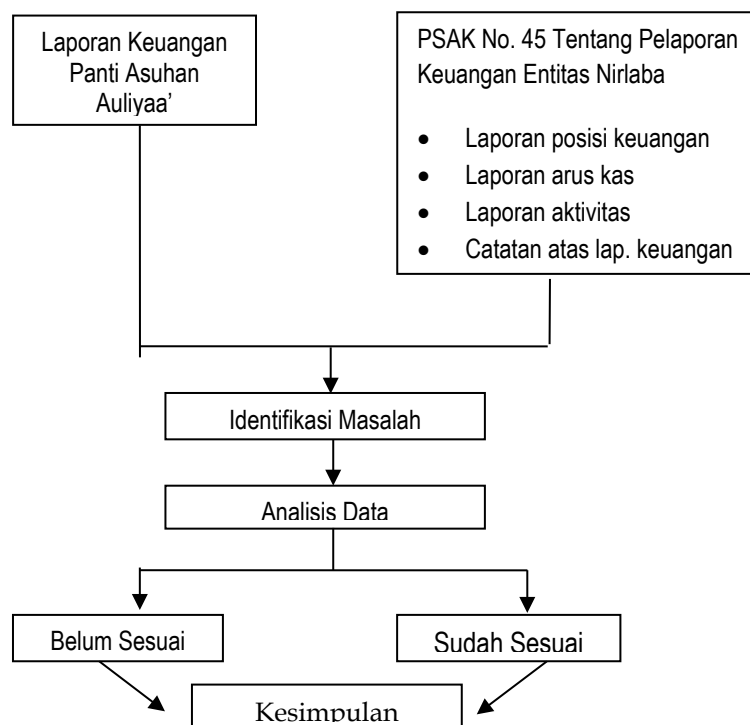 Laporan Keuangan
Panti Asuhan
Auliyaa’
PSAK No. 45 Tentang Pelaporan
Keuangan Entitas Nirlaba
• Laporan posisi keuangan
• Laporan arus kas
• Laporan aktivitas
• Catatan atas lap. keuangan
Identifikasi Masalah
Analisis Data
Belum Sesuai
Sudah Sesuai
Kesimpulan